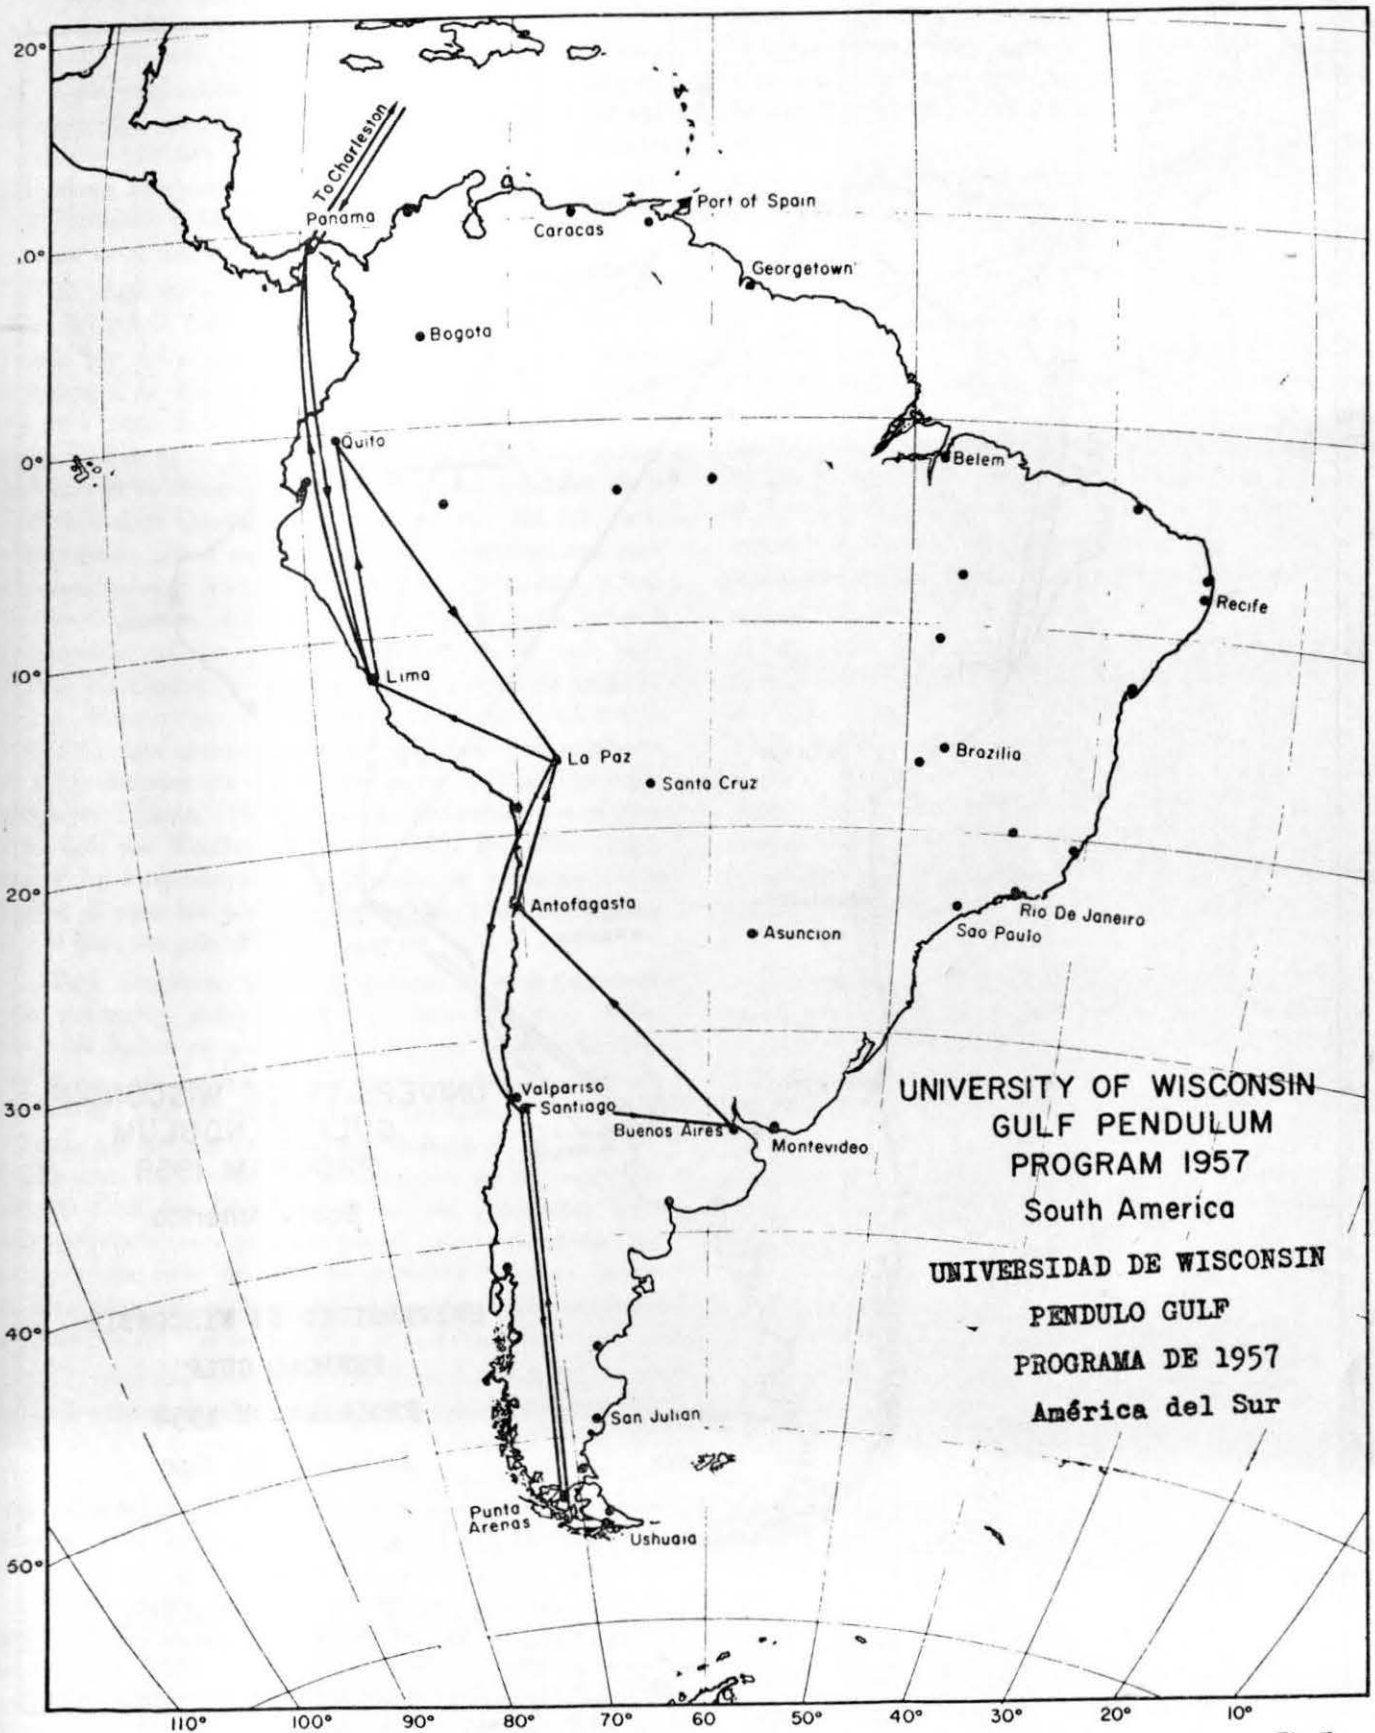 20°
To Charleston
Panama
Port of Spain
Caracas
10°
Georgetown
Bogota
Quito
0°
Belem
Recife
10°
Lima
La Paz
Brazilia
Santa Cruz
20°
Antofagasta
Rio De Janeiro
Asuncion
Sao Paulo
Valpariso
30°
Santiago
Buenos Aires
Montevideo
UNIVERSITY OF WISCONSIN
GULF PENDULUM
PROGRAM 1957
South America
UNIVERSIDAD DE WISCONSIN
PENDULO GULF
PROGRAMA DE 1957
América del Sur
40°
San Julian
Punta
Arenas
Ushuaia
50°
110° 100° 90° 80° 60 50° 40° 30° 20° 10°